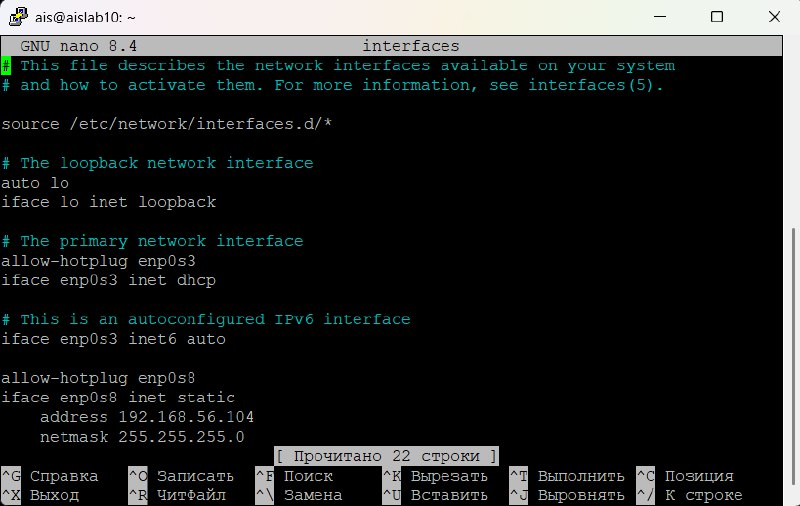 ais@aislab10: ~
GNU nano 8.4 interfaces
# This file describes the network interfaces available on your system
# and how to activate them. For more information, see interfaces(5).
source /etc/network/interfaces.d/*
# The loopback network interface
auto lo
iface lo inet loopback
# The primary network interface
allow-hotplug enp0s3
iface enp0s3 inet dhcp
# This is an autoconfigured IPv6 interface
iface enp0s3 inet6 auto
allow-hotplug enp0s8
iface enp0s8 inet static
address 192.168.56.104
netmask 255.255.255.0
[ Прочитано 22 строки ]
^G Справка ^O Записать ^F Поиск ^K Вырезать ^T Выполнить ^C Позиция
^X Выход ^R ЧитФайл ^\ Замена ^U Вставить ^J Выровнять ^/ К строке